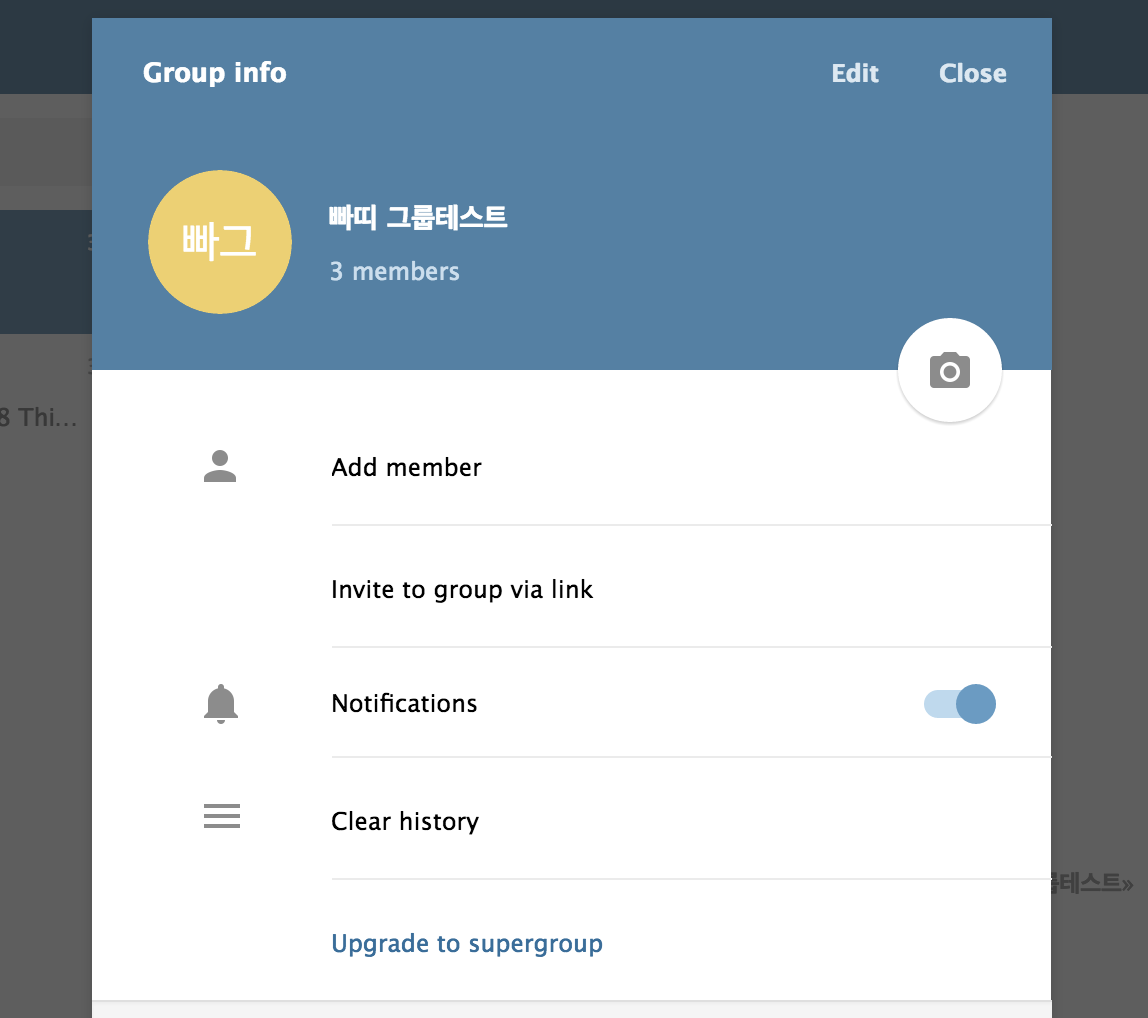 Group info
Edit
Close
빠그
빠띠 그룹테스트
3 members
8 Thi...
Add member
Invite to group via link
Notifications
Clear history
테스트»
Upgrade to supergroup